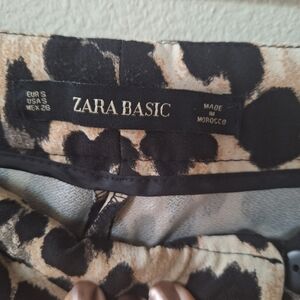 EUR S
USA S
MEX 26
ZARA BASIC
MADE
IN
MOROCCO